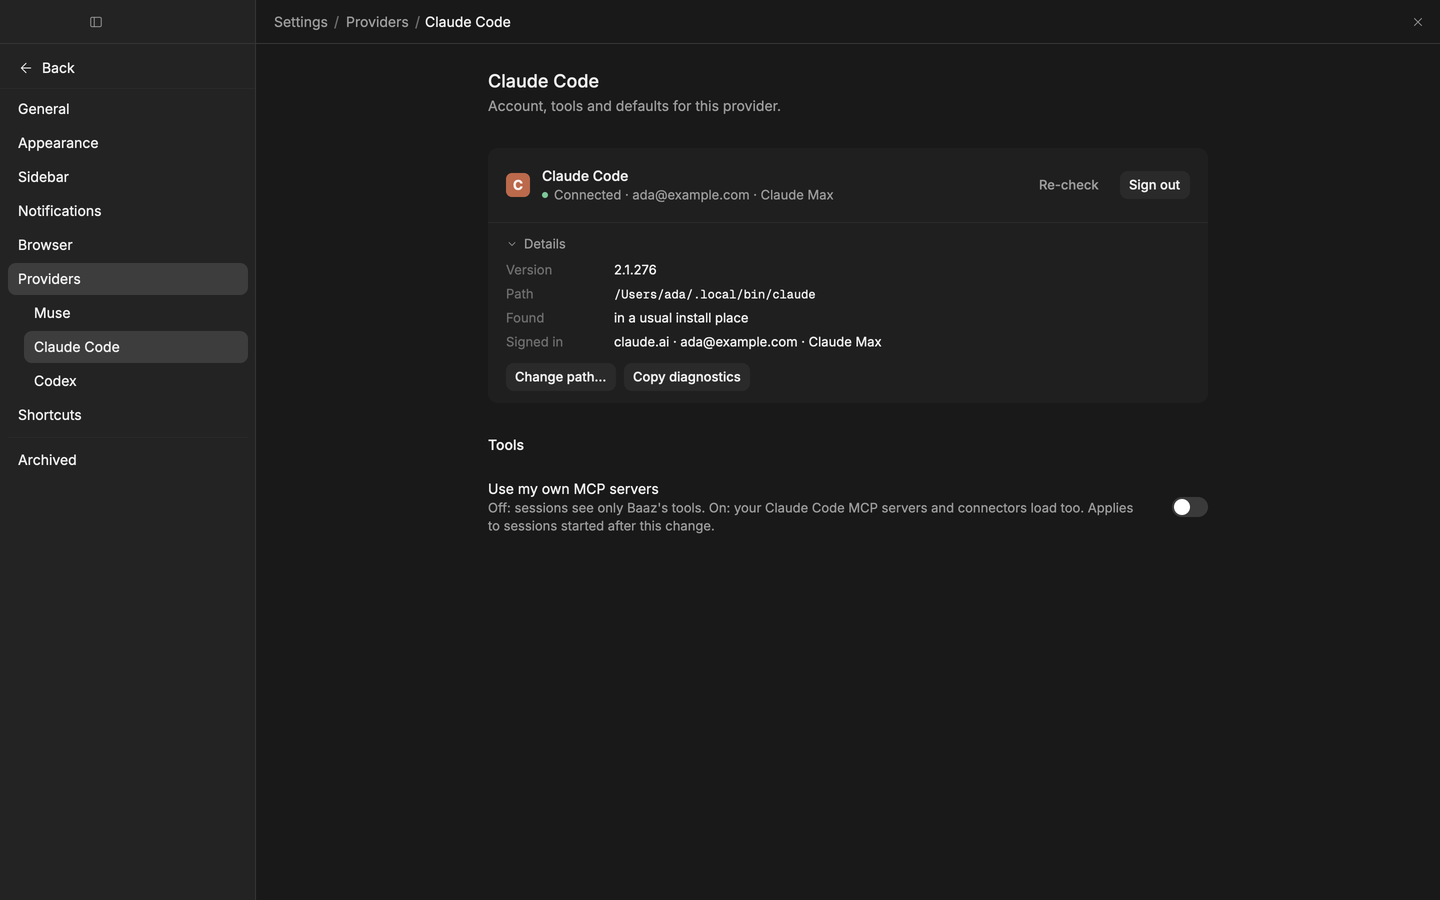 Settings / Providers / Claude Code
Back
General
Appearance
Sidebar
Notifications
Browser
Providers
Muse
Claude Code
Codex
Shortcuts
Archived
Claude Code
Account, tools and defaults for this provider.
C
Claude Code
Connected · ada@example.com · Claude Max
Re-check
Sign out
Details
Version 2.1.276
Path /Users/ada/.local/bin/claude
Found in a usual install place
Signed in claude.ai · ada@example.com · Claude Max
Change path...
Copy diagnostics
Tools
Use my own MCP servers
Off: sessions see only Baaz's tools. On: your Claude Code MCP servers and connectors load too. Applies
to sessions started after this change.